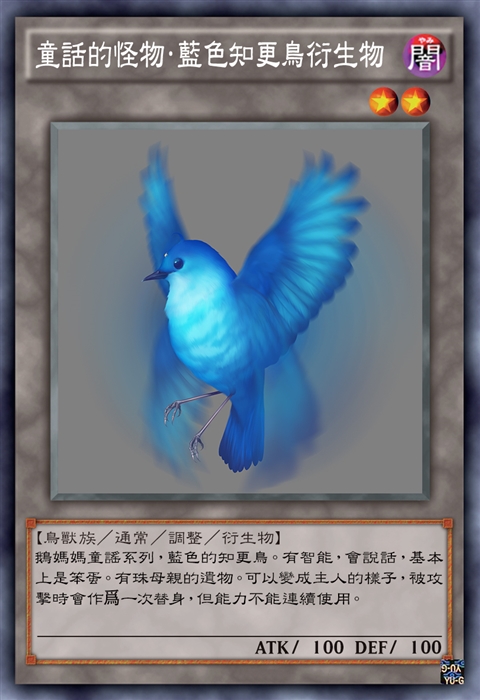 童話的怪物·藍色知更鳥衍生物
やみ
闇
【鳥獸族／通常／調整／衍生物】
鵝媽媽童謠系列，藍色的知更鳥。有智能，會說話，基本
上是笨蛋。有珠母親的遺物。可以變成主人的樣子，被攻
擊時會作爲一次替身，但能力不能連續使用。
ATK/ 100 DEF/ 100
YU-G
YU-G